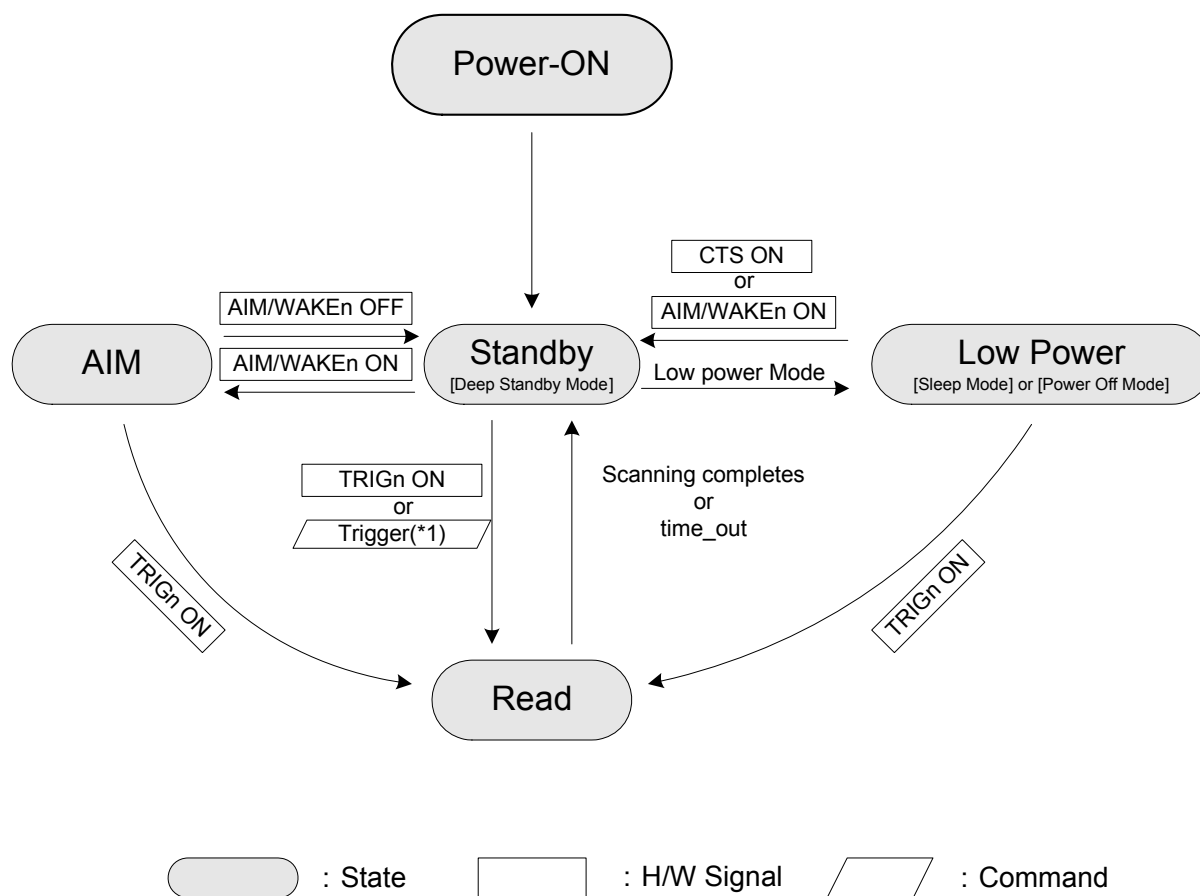 Power-ON
CTS ON
or
AIM/WAKEn ON
AIM/WAKEn OFF
AIM/WAKEn ON
AIM
Standby
[Deep Standby Mode]
Low power Mode
Low Power
[Sleep Mode] or [Power Off Mode]
TRIGn ON
or
Trigger(*1)
Scanning completes
or
time_out
TRIGn ON
TRIGn ON
Read
: State
: H/W Signal
: Command